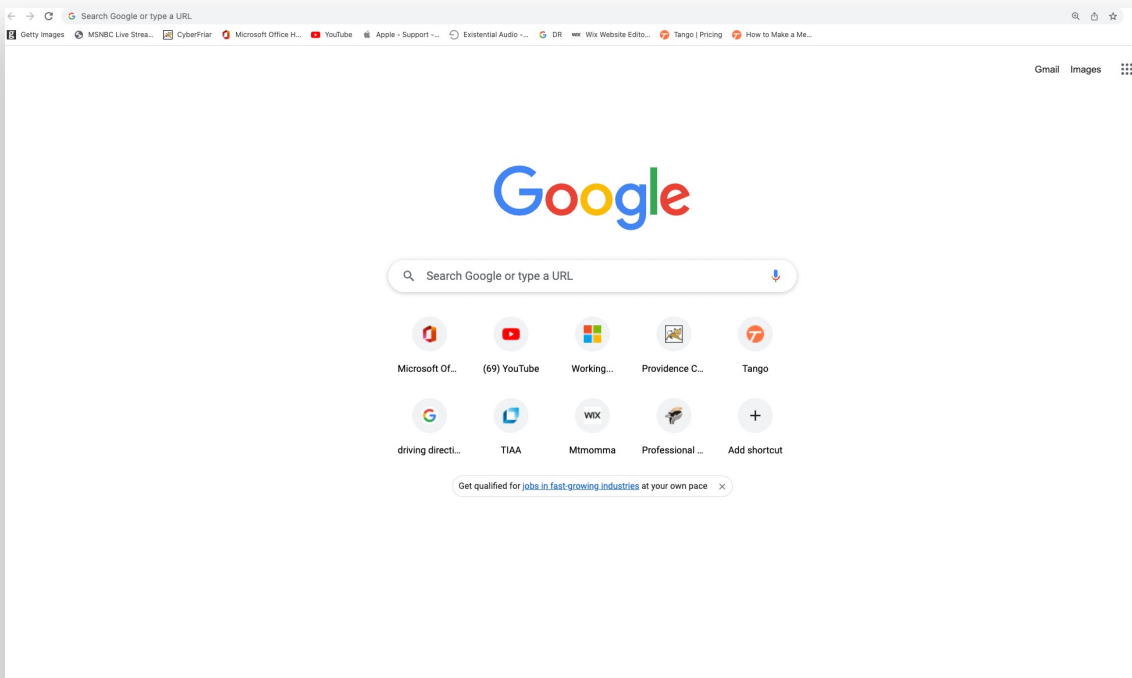 Search Google or type a URL
Getty Images MSNBC Live Strea... CyberFriar Microsoft Office H... YouTube Apple - Support -... Existential Audio -... DR Wix Website Edito... Tango | Pricing How to Make a Me...
Gmail Images
Google
Search Google or type a URL
Microsoft Of... (69) YouTube Working... Providence C... Tango
WIX
driving directi... TIAA Mtmomma Professional ... Add shortcut
Get qualified for jobs in fast-growing industries at your own pace